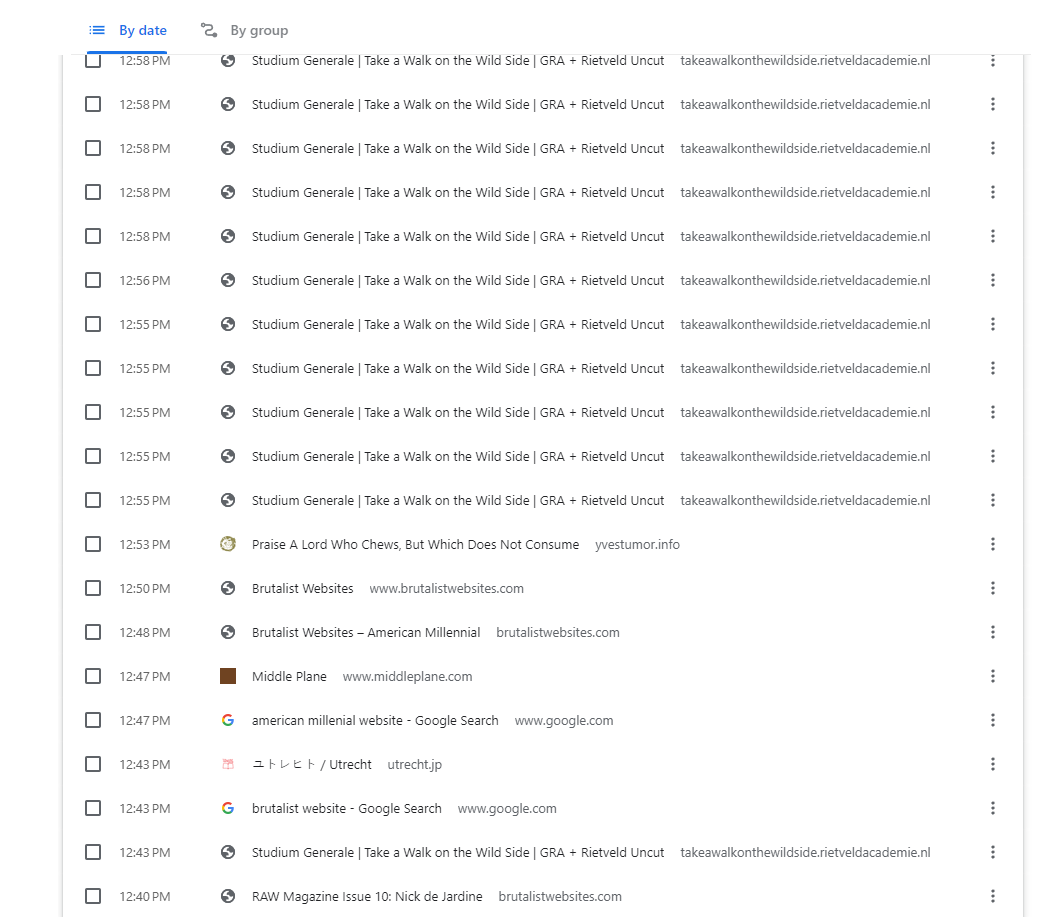 By date By group
12:58 PM Studium Generale | Take a Walk on the Wild Side | GRA + Rietveld Uncut takeawalkonthewildside.rietveldacademie.nl
12:58 PM Studium Generale | Take a Walk on the Wild Side | GRA + Rietveld Uncut takeawalkonthewildside.rietveldacademie.nl
12:58 PM Studium Generale | Take a Walk on the Wild Side | GRA + Rietveld Uncut takeawalkonthewildside.rietveldacademie.nl
12:58 PM Studium Generale | Take a Walk on the Wild Side | GRA + Rietveld Uncut takeawalkonthewildside.rietveldacademie.nl
12:58 PM Studium Generale | Take a Walk on the Wild Side | GRA + Rietveld Uncut takeawalkonthewildside.rietveldacademie.nl
12:56 PM Studium Generale | Take a Walk on the Wild Side | GRA + Rietveld Uncut takeawalkonthewildside.rietveldacademie.nl
12:55 PM Studium Generale | Take a Walk on the Wild Side | GRA + Rietveld Uncut takeawalkonthewildside.rietveldacademie.nl
12:55 PM Studium Generale | Take a Walk on the Wild Side | GRA + Rietveld Uncut takeawalkonthewildside.rietveldacademie.nl
12:55 PM Studium Generale | Take a Walk on the Wild Side | GRA + Rietveld Uncut takeawalkonthewildside.rietveldacademie.nl
12:55 PM Studium Generale | Take a Walk on the Wild Side | GRA + Rietveld Uncut takeawalkonthewildside.rietveldacademie.nl
12:55 PM Studium Generale | Take a Walk on the Wild Side | GRA + Rietveld Uncut takeawalkonthewildside.rietveldacademie.nl
12:53 PM Praise A Lord Who Chews, But Which Does Not Consume yvestumor.info
12:50 PM Brutalist Websites www.brutalistwebsites.com
12:48 PM Brutalist Websites – American Millennial brutalistwebsites.com
12:47 PM Middle Plane www.middleplane.com
12:47 PM american millenial website - Google Search www.google.com
12:43 PM ユトレヒト / Utrecht utrecht.jp
12:43 PM brutalist website - Google Search www.google.com
12:43 PM Studium Generale | Take a Walk on the Wild Side | GRA + Rietveld Uncut takeawalkonthewildside.rietveldacademie.nl
12:40 PM RAW Magazine Issue 10: Nick de Jardine brutalistwebsites.com